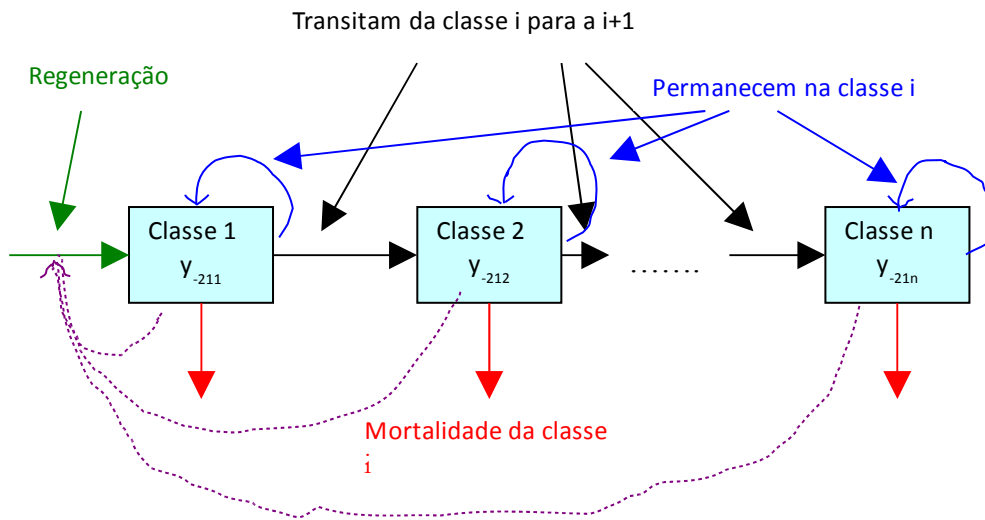 Transitam da classe i para a i+1
Regeneração
Permanecem na classe i
Classe 1
y-211
Classe 2
y-212
.......
Classe n
y-21n
Mortalidade da classe
i